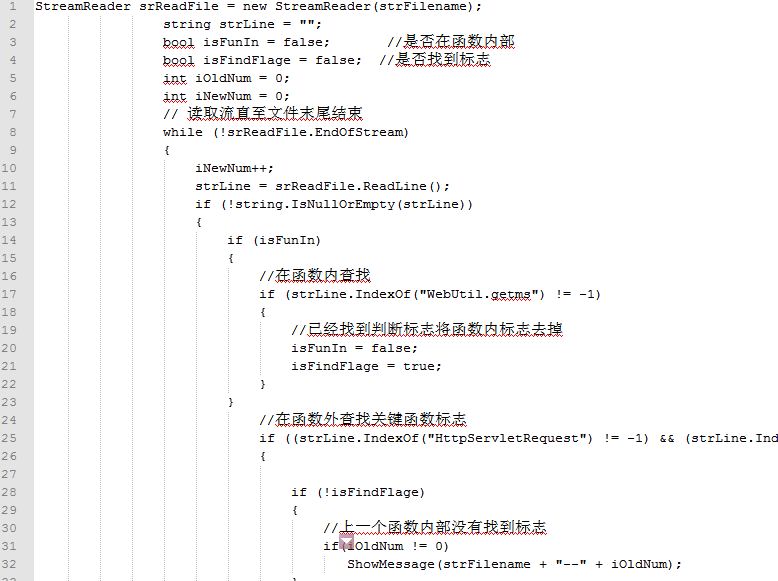 1 StreamReader srReadFile = new StreamReader(strFilename);
2 string strLine = "";
3 bool isFunIn = false; //是否在函数内部
4 bool isFindFlage = false; //是否找到标志
5 int iOldNum = 0;
6 int iNewNum = 0;
7 // 读取流直至文件末尾结束
8 while (!srReadFile.EndOfStream)
9 {
10 iNewNum++;
11 strLine = srReadFile.ReadLine();
12 if (!string.IsNullOrEmpty(strLine))
13 {
14 if (isFunIn)
15 {
16 //在函数内查找
17 if (strLine.IndexOf("WebUtil.getms") != -1)
18 {
19 //已经找到判断标志将函数内标志去掉
20 isFunIn = false;
21 isFindFlage = true;
22 }
23 }
24 //在函数外查找关键函数标志
25 if ((strLine.IndexOf("HttpServletRequest") != -1) && (strLine.Ind
26 {
27
28 if (!isFindFlage)
29 {
30 //上一个函数内部没有找到标志
31 if(iOldNum != 0)
32 ShowMessage(strFilename + "--" + iOldNum);